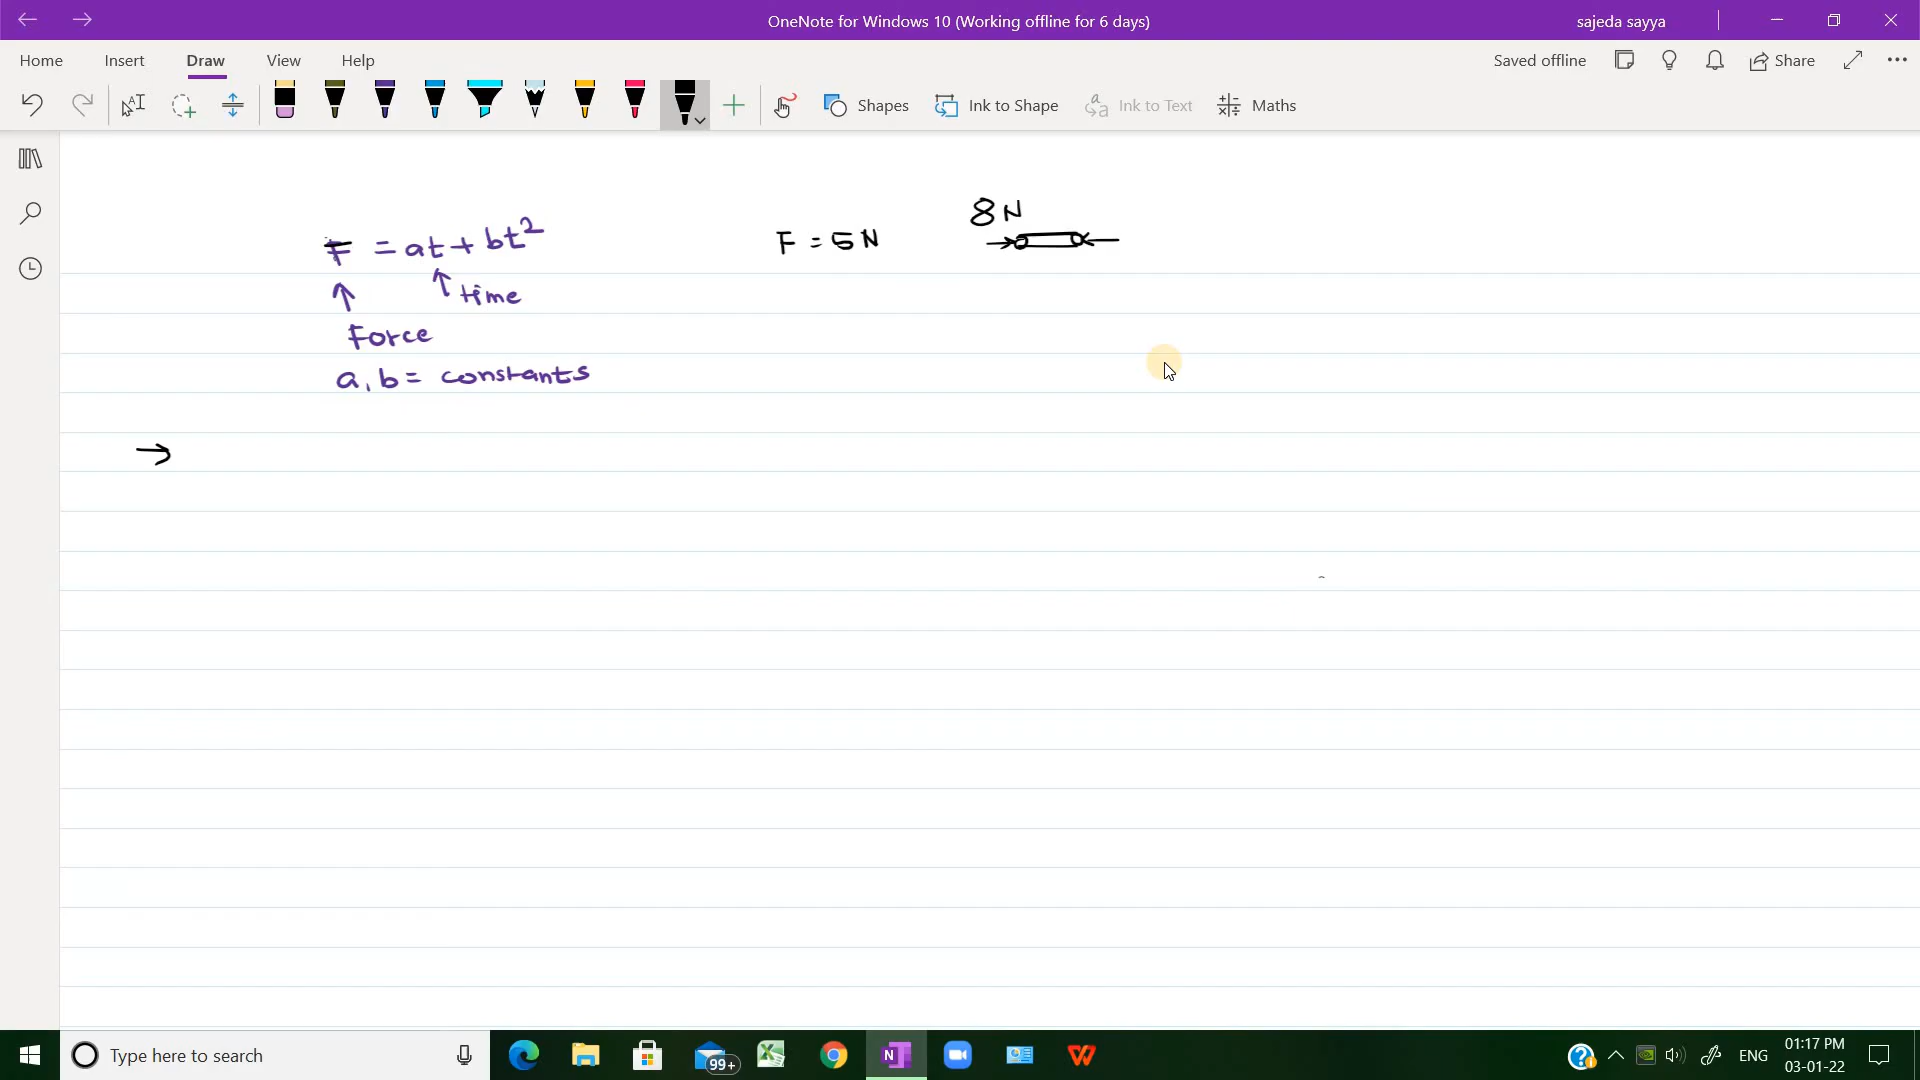 OneNote for Windows 10 (Working offline for 6 days)
sajeda sayya
Home Insert Draw View Help
Saved offline
Share
Shapes
Ink to Shape
Ink to Text
Maths
8 N
F = at + bt²
F = 5 N
time
Force
a, b = constants
Type here to search
99+
ENG
01:17 PM
03-01-22